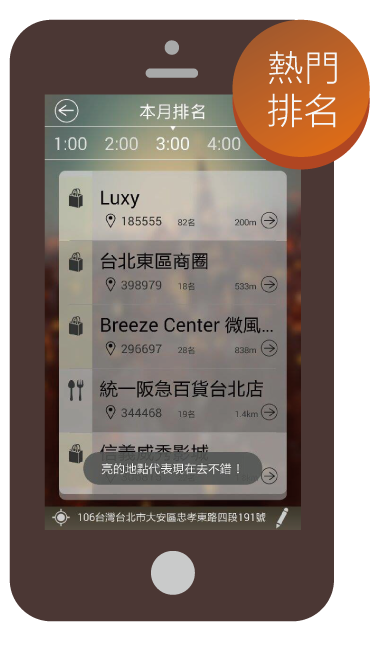 熱門
排名
本月排名
1:00 2:00 3:00 4:00
Luxy
185555 82名 200m
台北東區商圈
398979 18名 533m
Breeze Center 微風...
296697 28名 838m
統一阪急百貨台北店
344468 19名 1.4km
信義威秀影城
亮的地點代表現在去不錯！
106台灣台北市大安區忠孝東路四段191號